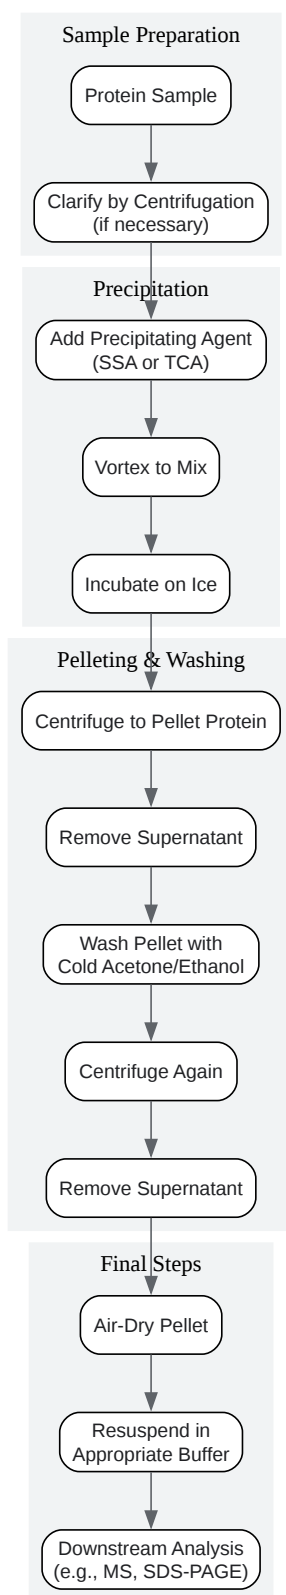 Sample Preparation
Protein Sample
Clarify by Centrifugation
(if necessary)
Precipitation
Add Precipitating Agent
(SSA or TCA)
Vortex to Mix
Incubate on Ice
Pelleting & Washing
Centrifuge to Pellet Protein
Remove Supernatant
Wash Pellet with
Cold Acetone/Ethanol
Centrifuge Again
Remove Supernatant
Final Steps
Air-Dry Pellet
Resuspend in
Appropriate Buffer
Downstream Analysis
(e.g., MS, SDS-PAGE)